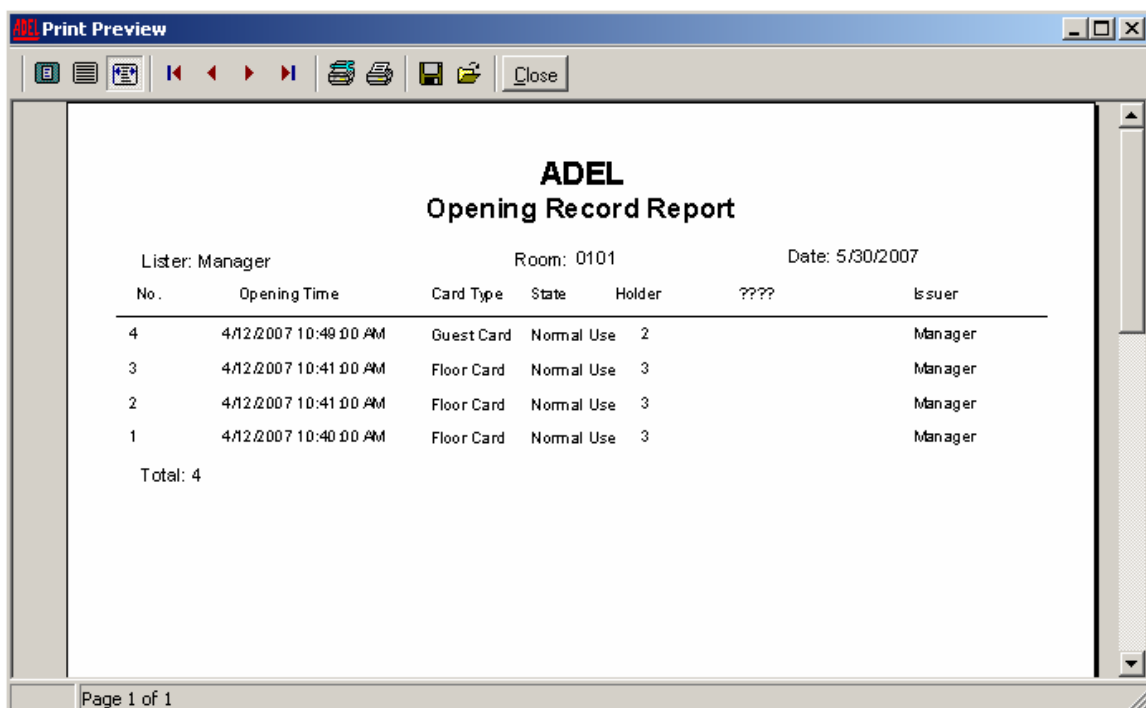 ADEL Print Preview
Close
ADEL
Opening Record Report
Lister: Manager Room: 0101 Date: 5/30/2007
No. Opening Time Card Type State Holder ???? Issuer
4 4/12/2007 10:49:00 AM Guest Card Normal Use 2 Manager
3 4/12/2007 10:41:00 AM Floor Card Normal Use 3 Manager
2 4/12/2007 10:41:00 AM Floor Card Normal Use 3 Manager
1 4/12/2007 10:40:00 AM Floor Card Normal Use 3 Manager
Total: 4
Page 1 of 1